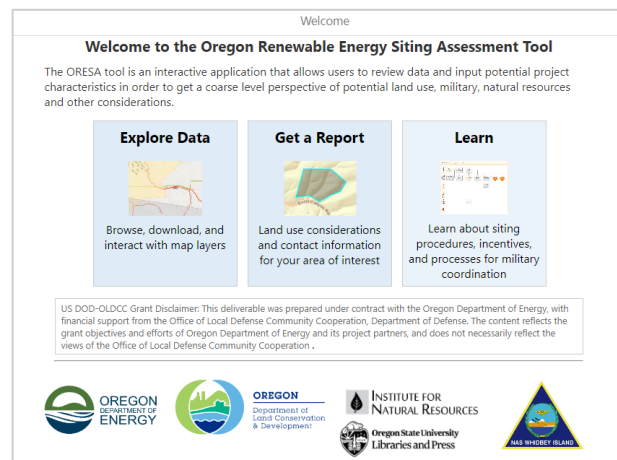 Welcome
Welcome to the Oregon Renewable Energy Siting Assessment Tool
The ORESA tool is an interactive application that allows users to review data and input potential project
characteristics in order to get a coarse level perspective of potential land use, military, natural resources
and other considerations.
Explore Data
Browse, download, and
interact with map layers
Get a Report
Land use considerations
and contact information
for your area of interest
Learn
Learn about siting
procedures, incentives,
and processes for military
coordination
US DOD-OLDCC Grant Disclaimer: This deliverable was prepared under contract with the Oregon Department of Energy, with
financial support from the Office of Local Defense Community Cooperation, Department of Defense. The content reflects the
grant objectives and efforts of Oregon Department of Energy and its project partners, and does not necessarily reflect the
views of the Office of Local Defense Community Cooperation .
OREGON
DEPARTMENT OF
ENERGY
OREGON
Department of
Land Conservation
& Development
INSTITUTE FOR
NATURAL RESOURCES
Oregon State University
Libraries and Press
NAS WHIDBEY ISLAND